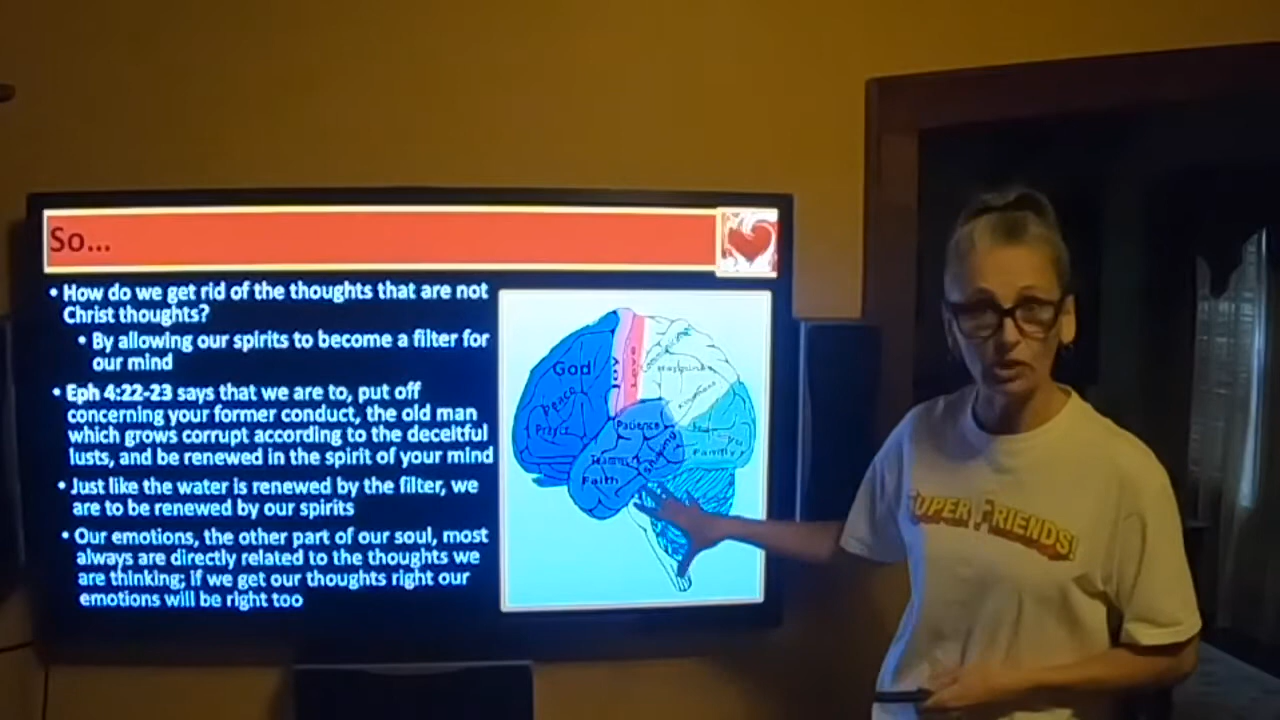 So...
• How do we get rid of the thoughts that are not
Christ thoughts?
• By allowing our spirits to become a filter for
our mind
• Eph 4:22-23 says that we are to, put off
concerning your former conduct, the old man
which grows corrupt according to the deceitful
lusts, and be renewed in the spirit of your mind
• Just like the water is renewed by the filter, we
are to be renewed by our spirits
• Our emotions, the other part of our soul, most
always are directly related to the thoughts we
are thinking; if we get our thoughts right our
emotions will be right too
God
Peace
Prayer
Joy
Love
Patience
Teamwork
Sharing
Faith
Family
SUPER FRIENDS!